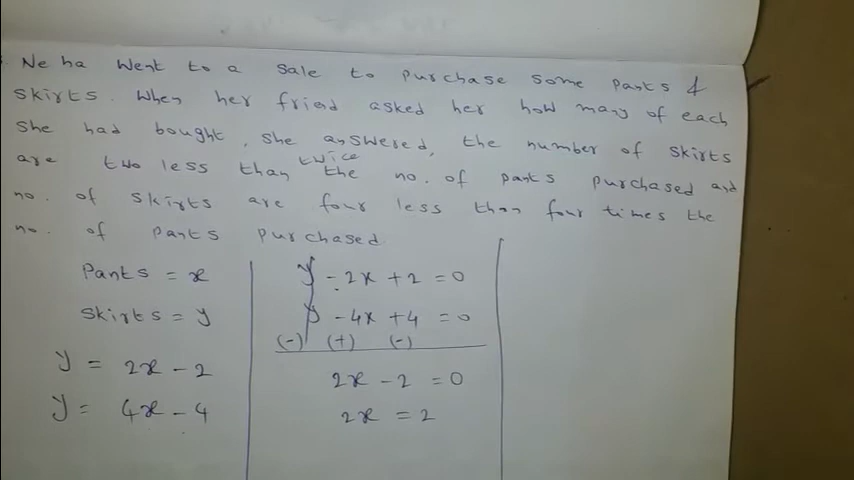 Neha went to a sale to purchase some pants &
skirts. When her friend asked her how many of each
she had bought, she answered, the number of skirts
are two less than twice the no. of pants purchased and
no. of skirts are four less than four times the
no. of pants purchased
Pants = x
Skirts = y
y = 2x - 2
y = 4x - 4
y - 2x + 2 = 0
y - 4x + 4 = 0
(-) (+) (-)
2x - 2 = 0
2x = 2